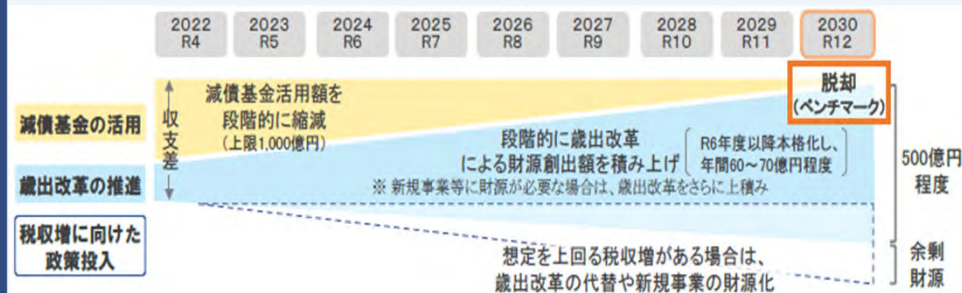 2022
R4
2023
R5
2024
R6
2025
R7
2026
R8
2027
R9
2028
R10
2029
R11
2030
R12
減債基金の活用
歳出改革の推進
税収増に向けた
政策投入
収支差
減債基金活用額を
段階的に縮減
(上限1,000億円)
段階的に歳出改革
による財源創出額を積み上げ
R6年度以降本格化し、
年間60~70億円程度
※ 新規事業等に財源が必要な場合は、歳出改革をさらに上積み
脱却
(ベンチマーク)
500億円
程度
想定を上回る税収増がある場合は、
歳出改革の代替や新規事業の財源化
余剰
財源